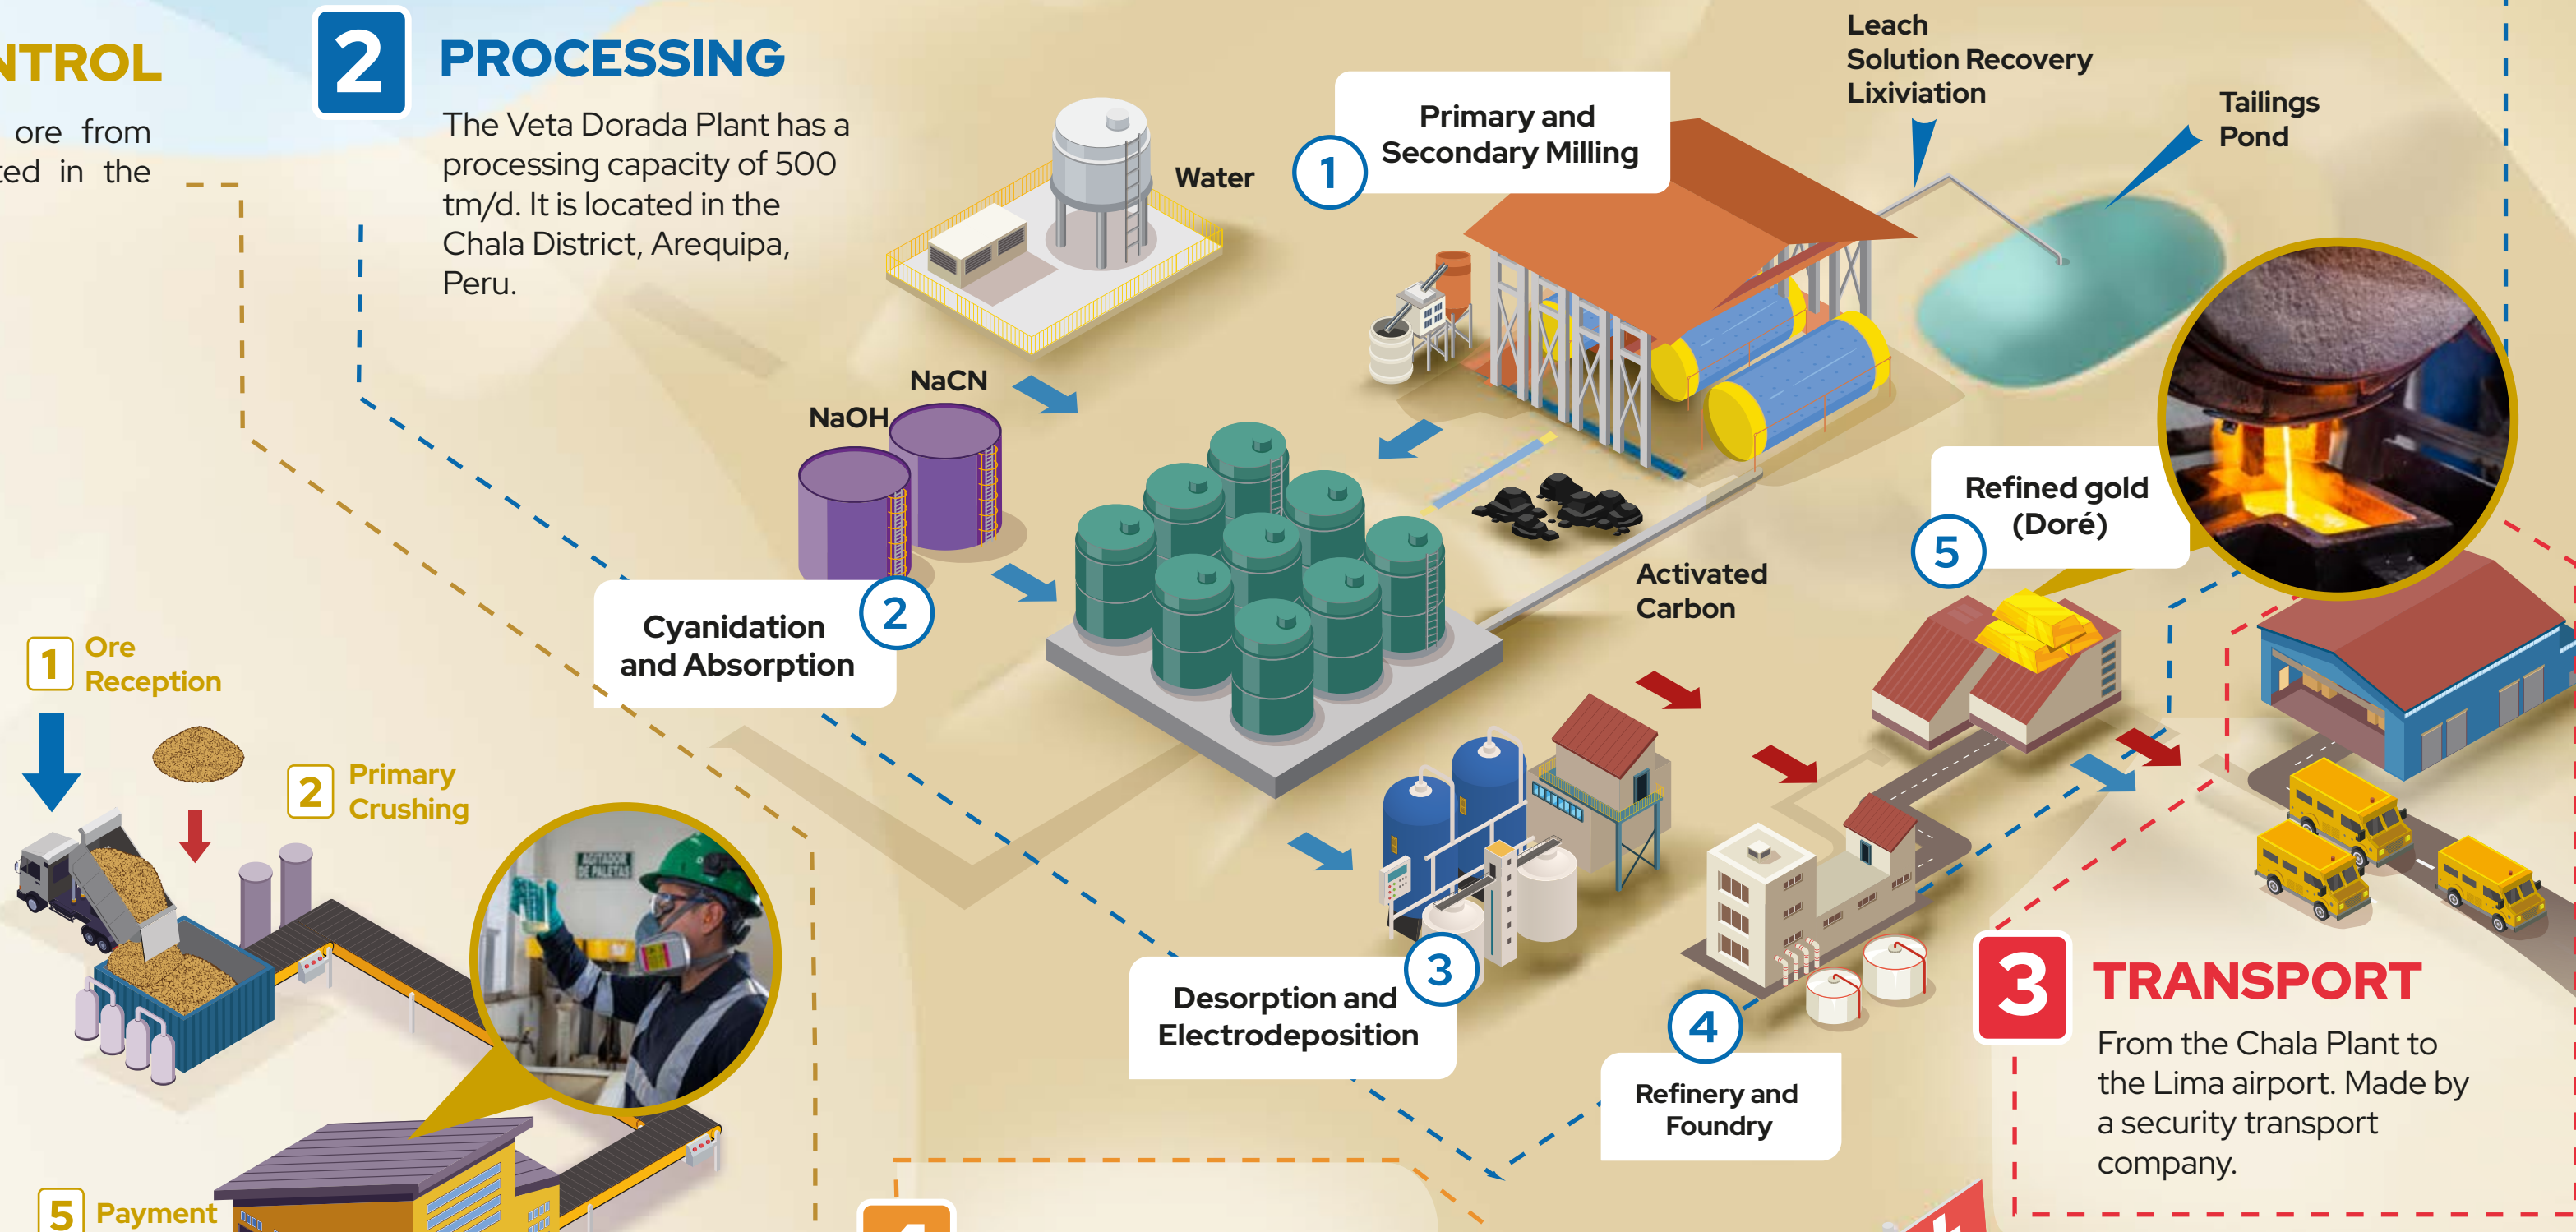 NTROL
ore from
ted in the
2
PROCESSING
The Veta Dorada Plant has a
processing capacity of 500
tm/d. It is located in the
Chala District, Arequipa,
Peru.
Water
1
Primary and
Secondary Milling
Leach
Solution Recovery
Lixiviation
Tailings
Pond
NaCN
NaOH
2
Cyanidation
and Absorption
Activated
Carbon
5
Refined gold
(Doré)
1
Ore
Reception
2
Primary
Crushing
AGITADOR
DE PALETAS
3
Desorption and
Electrodeposition
4
Refinery and
Foundry
3
TRANSPORT
From the Chala Plant to
the Lima airport. Made by
a security transport
company.
5
Payment